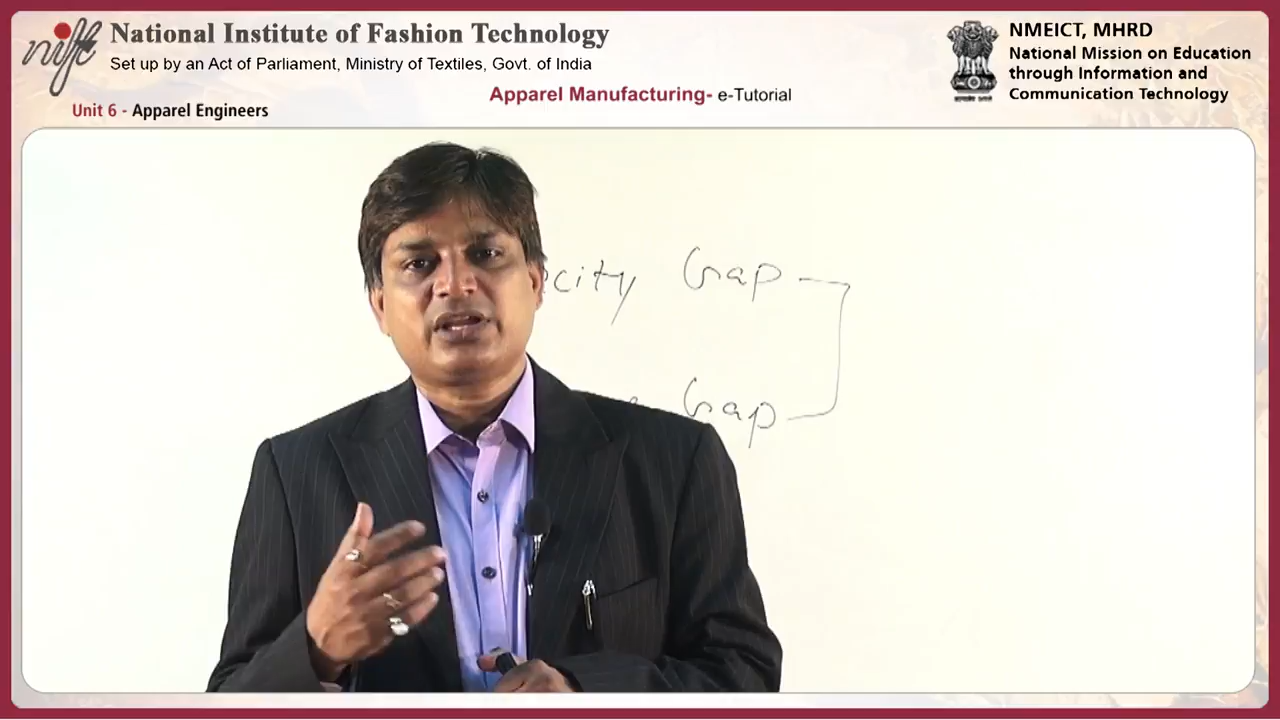 nift
National Institute of Fashion Technology
Set up by an Act of Parliament, Ministry of Textiles, Govt. of India
Apparel Manufacturing- e-Tutorial
Unit 6 - Apparel Engineers
NMEICT, MHRD
National Mission on Education
through Information and
Communication Technology
city Gap
Gap